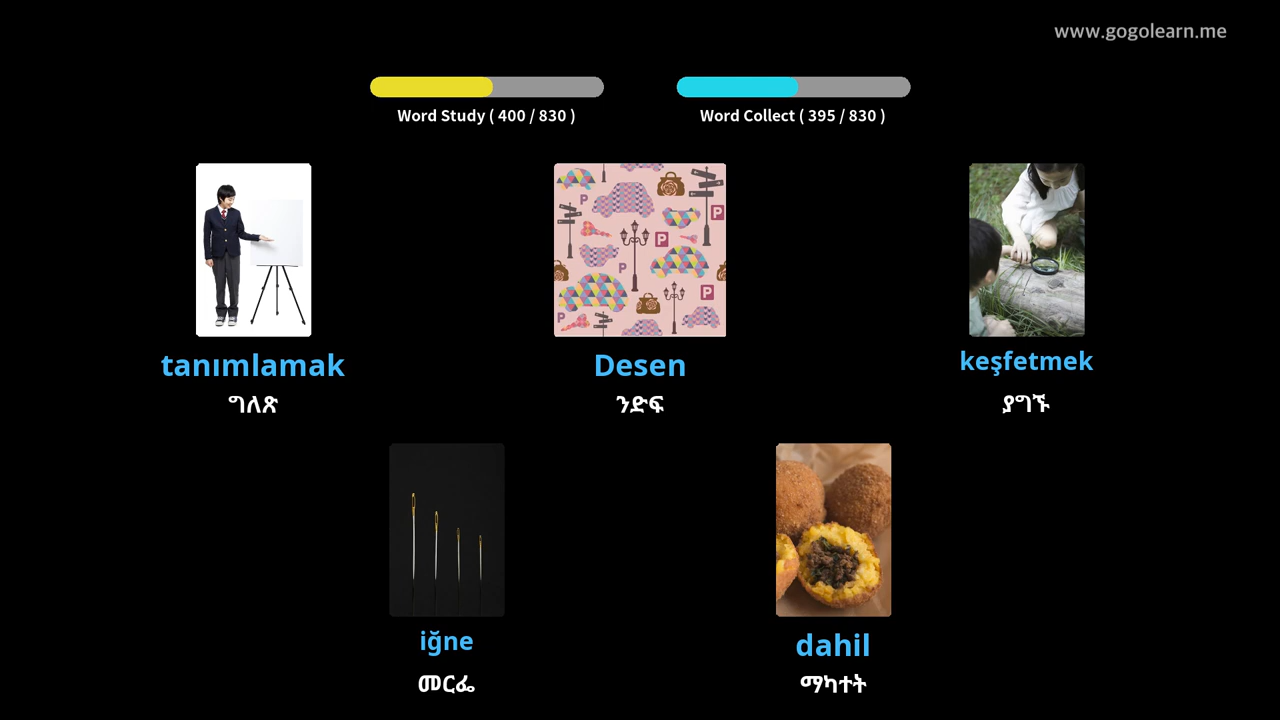 www.gogolearn.me
Word Study ( 400 / 830 )
Word Collect ( 395 / 830 )
P
P
P
P
P
P
tanımlamak
ግለጽ
Desen
ንድፍ
keşfetmek
ያግኙ
iğne
መርፌ
dahil
ማካተት